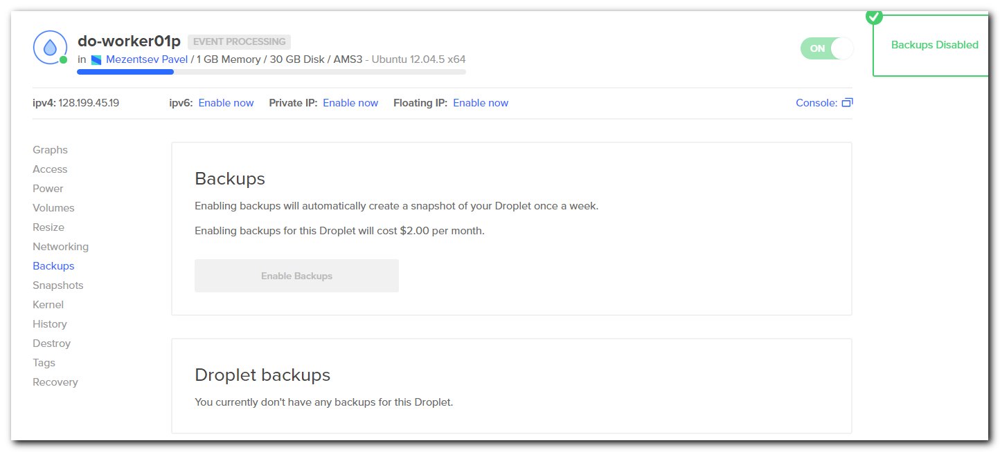 do-worker01p EVENT PROCESSING
in Mezentsev Pavel / 1 GB Memory / 30 GB Disk / AMS3 - Ubuntu 12.04.5 x64
ON
Backups Disabled
ipv4: 128.199.45.19 ipv6: Enable now Private IP: Enable now Floating IP: Enable now Console:
Graphs
Access
Power
Volumes
Resize
Networking
Backups
Snapshots
Kernel
History
Destroy
Tags
Recovery
Backups
Enabling backups will automatically create a snapshot of your Droplet once a week.
Enabling backups for this Droplet will cost $2.00 per month.
Enable Backups
Droplet backups
You currently don't have any backups for this Droplet.